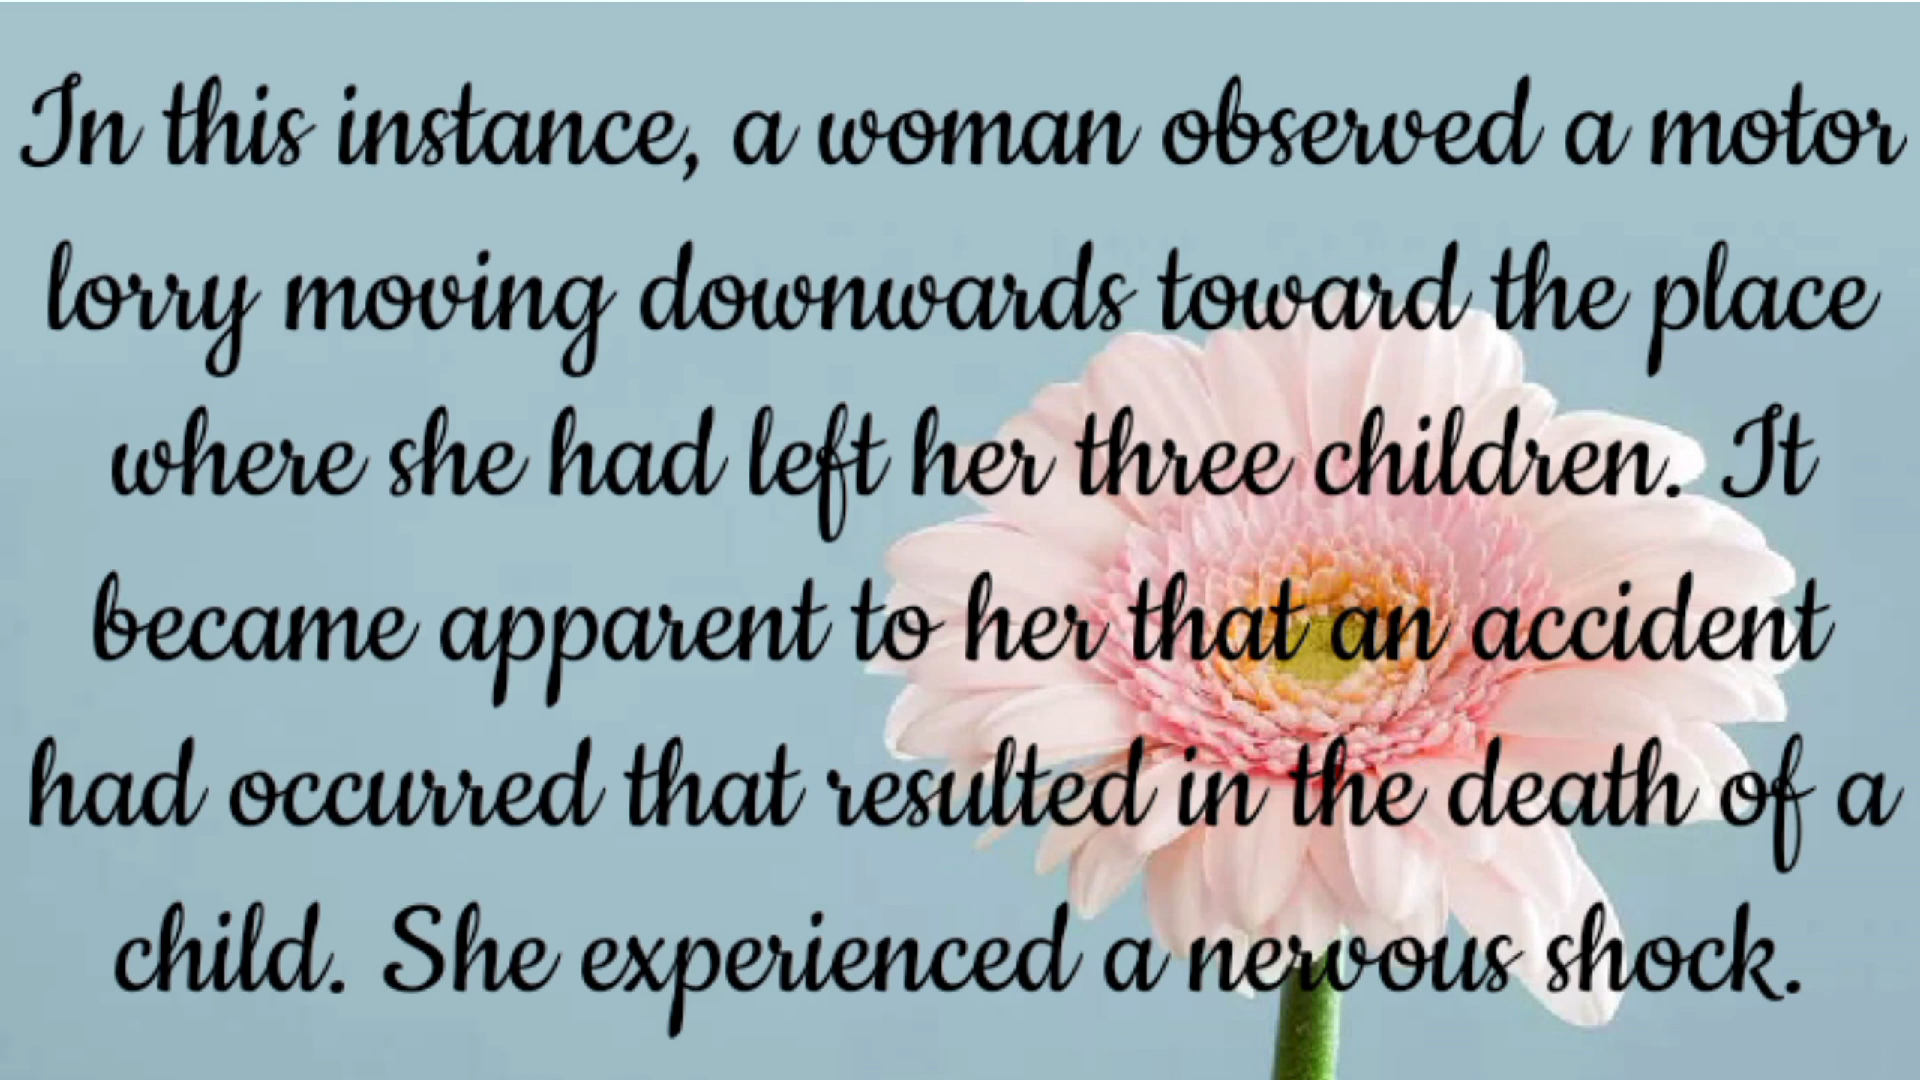 In this instance, a woman observed a motor
lorry moving downwards toward the place
where she had left her three children. It
became apparent to her that an accident
had occurred that resulted in the death of a
child. She experienced a nervous shock.